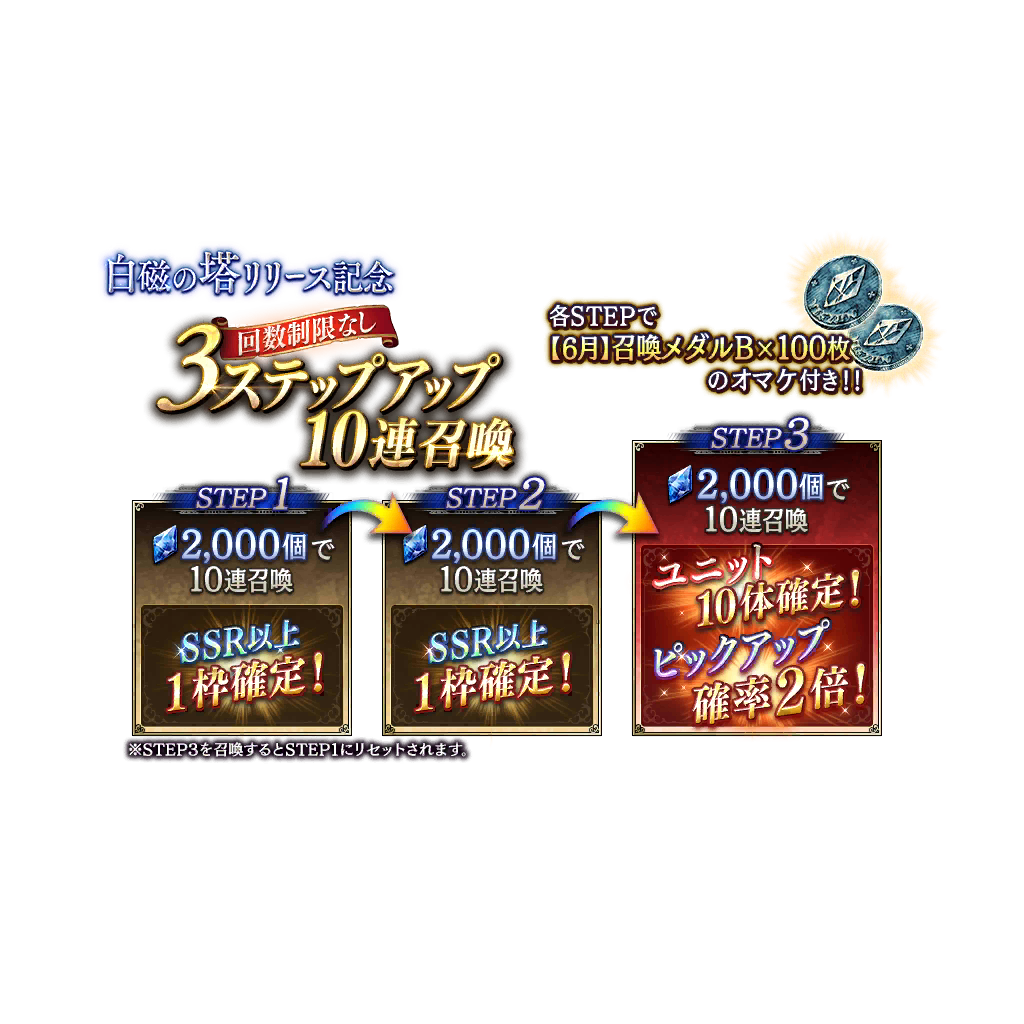 白磁の塔リリース記念
回数制限なし
3ステップアップ
10連召喚
各STEPで
【6月】召喚メダルB×100枚
のオマケ付き!!
STEP1
2,000個で
10連召喚
SSR以上
1枠確定!
STEP2
2,000個で
10連召喚
SSR以上
1枠確定!
STEP3
2,000個で
10連召喚
ユニット
10体確定!
ピックアップ
確率2倍!
※STEP3を召喚するとSTEP1にリセットされます。